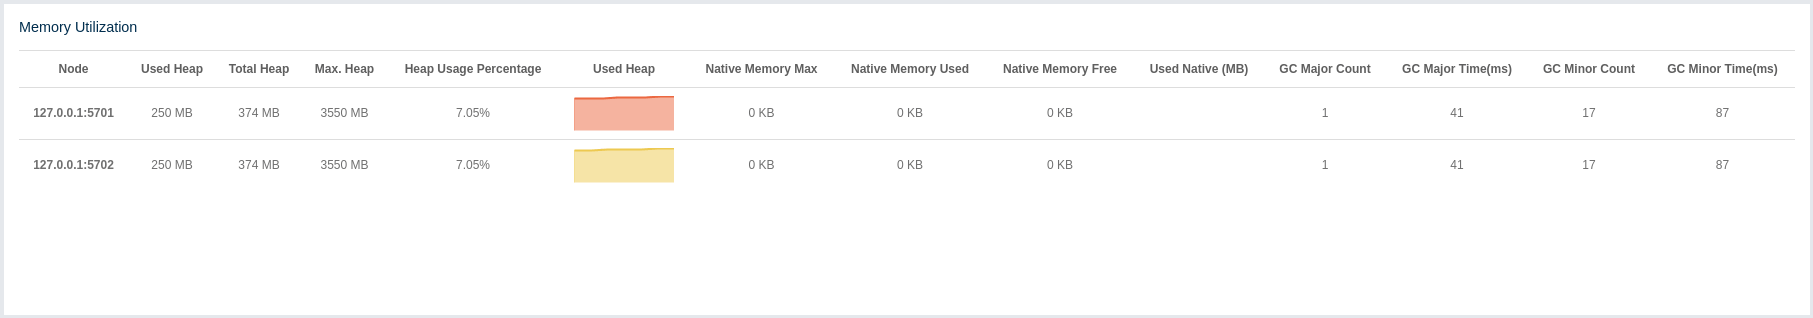 Memory Utilization
Node Used Heap Total Heap Max. Heap Heap Usage Percentage Used Heap Native Memory Max Native Memory Used Native Memory Free Used Native (MB) GC Major Count GC Major Time(ms) GC Minor Count GC Minor Time(ms)
127.0.0.1:5701 250 MB 374 MB 3550 MB 7.05% 0 KB 0 KB 0 KB 1 41 17 87
127.0.0.1:5702 250 MB 374 MB 3550 MB 7.05% 0 KB 0 KB 0 KB 1 41 17 87